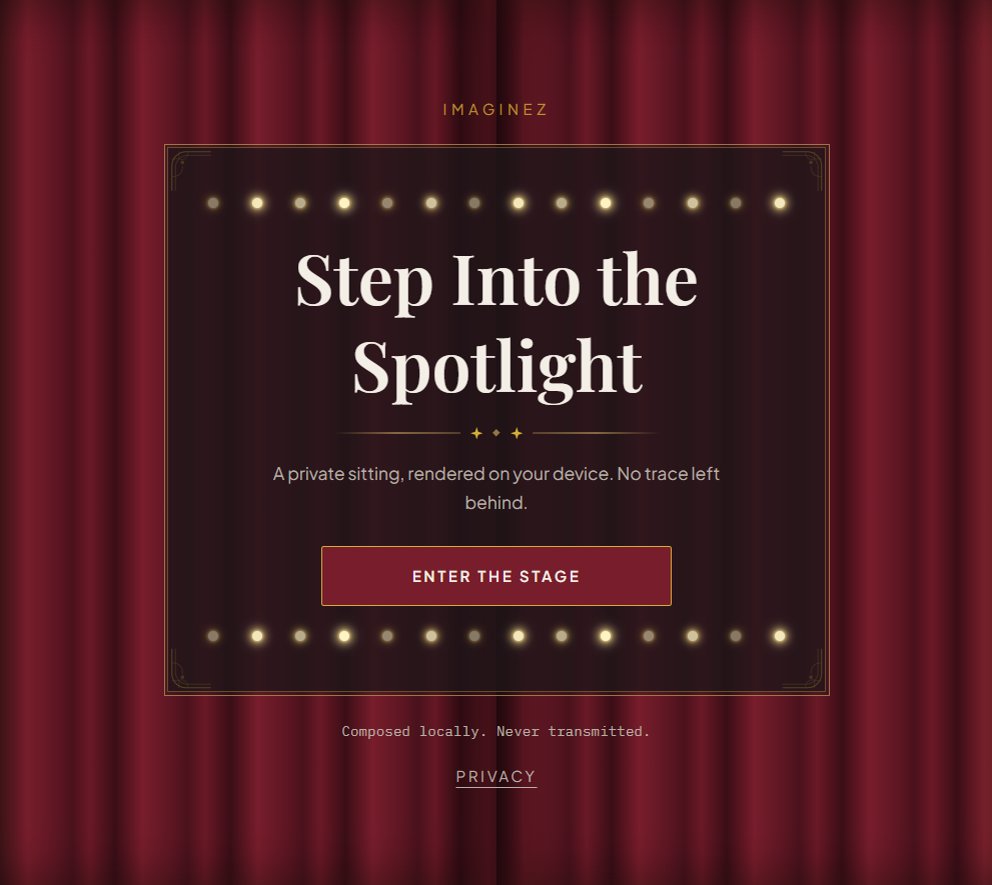 IMAGINEZ
Step Into the
Spotlight
A private sitting, rendered on your device. No trace left
behind.
ENTER THE STAGE
Composed locally. Never transmitted.
PRIVACY